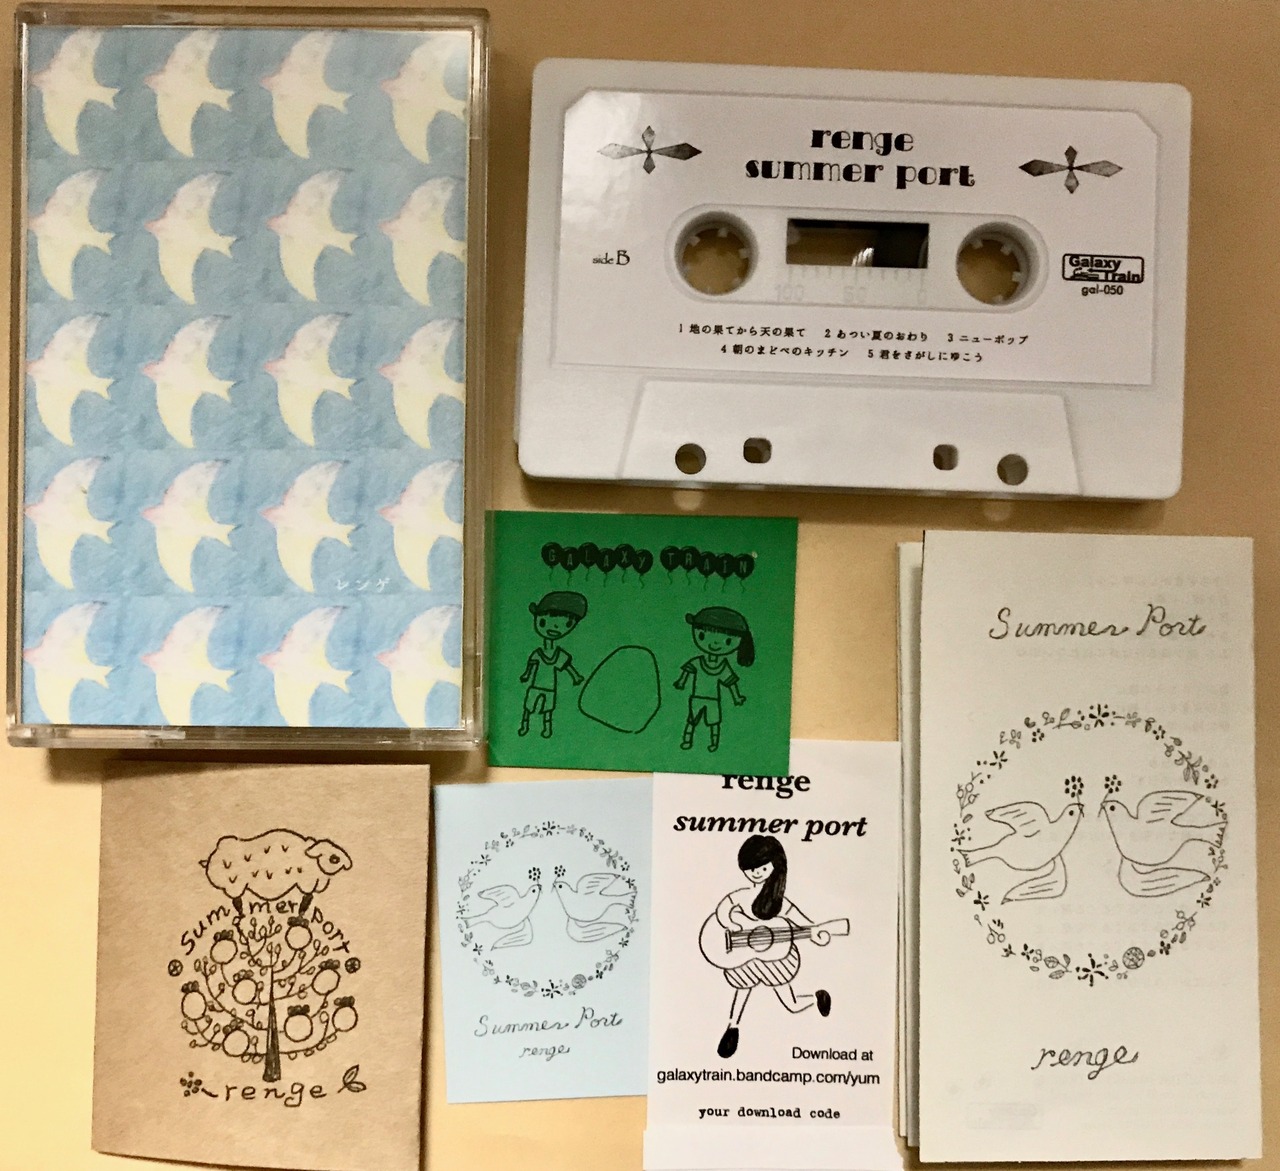 レンゲ
renge
summer port
side B
Galaxy
Train
gal-050
1 地の果てから天の果て 2 あつい夏のおわり 3 ニューポップ
4 朝のまどべのキッチン 5 君をさがしにゆこう
GALAXY TRAIN
summer port
renge
Summer Port
renge
renge
summer port
Download at
galaxytrain.bandcamp.com/yum
your download code
Summer Port
renge